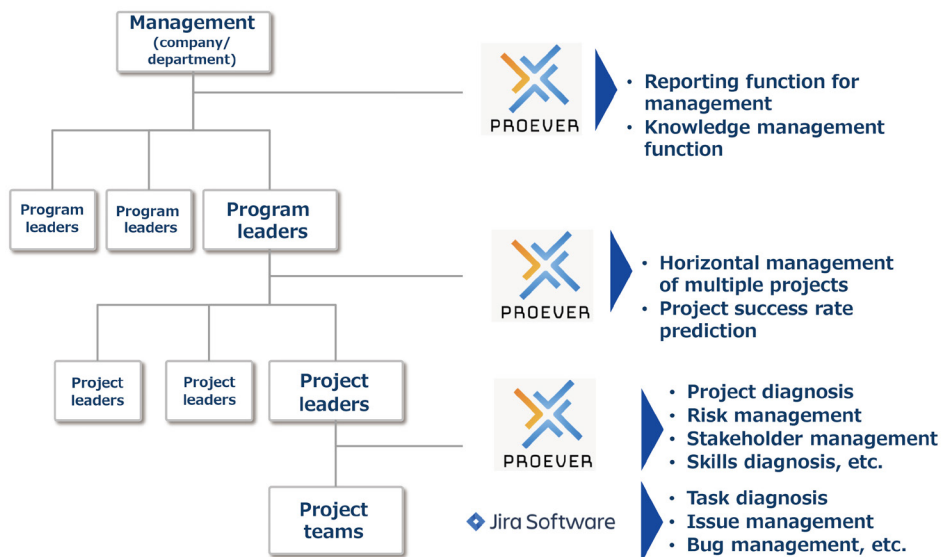 Management
(company/
department)
PROEVER
• Reporting function for
management
• Knowledge management
function
Program
leaders
Program
leaders
Program
leaders
PROEVER
• Horizontal management
of multiple projects
• Project success rate
prediction
Project
leaders
Project
leaders
Project
leaders
PROEVER
• Project diagnosis
• Risk management
• Stakeholder management
• Skills diagnosis, etc.
Project
teams
Jira Software
• Task diagnosis
• Issue management
• Bug management, etc.